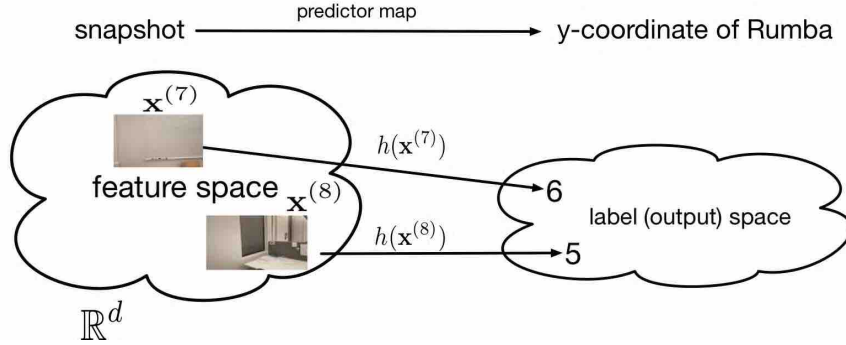 predictor map
snapshot y-coordinate of Rumba
x^(7)
h(x^(7))
feature space x^(8)
6
label (output) space
h(x^(8))
5
ℝ^d